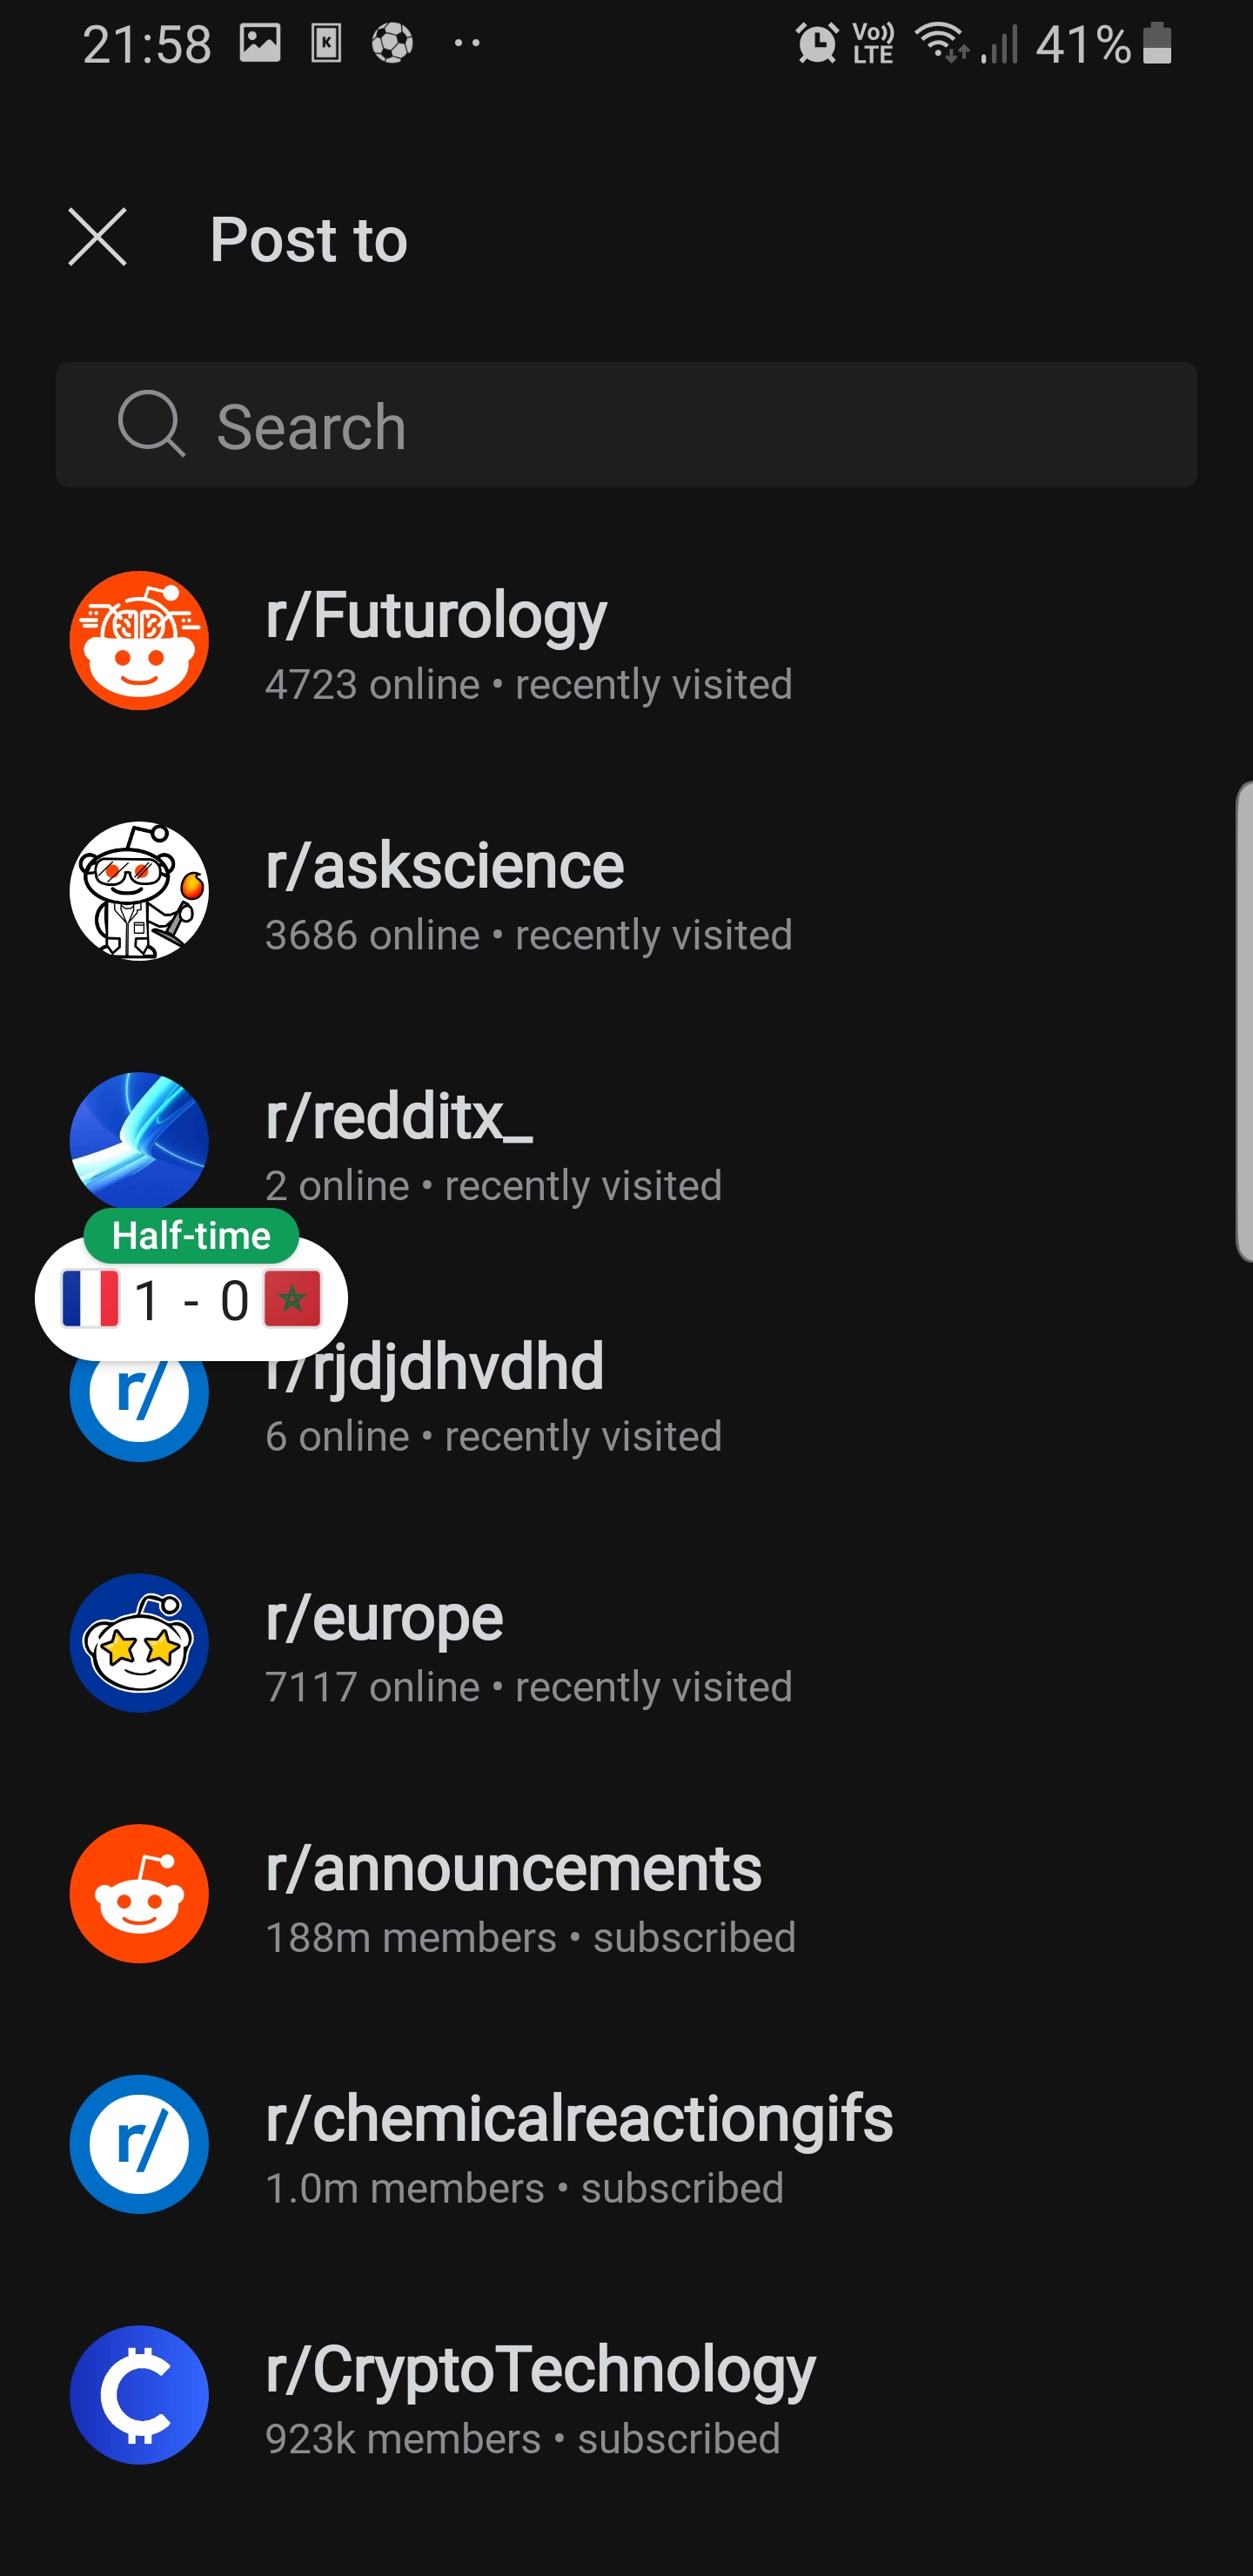 21:58 K Vo)) LTE 41%
Post to
Search
r/Futurology
4723 online • recently visited
r/askscience
3686 online • recently visited
r/redditx_
2 online • recently visited
Half-time
1 - 0
r/rjdjdhvdhd
r/
6 online • recently visited
r/europe
7117 online • recently visited
r/announcements
188m members • subscribed
r/chemicalreactiongifs
r/
1.0m members • subscribed
r/CryptoTechnology
923k members • subscribed